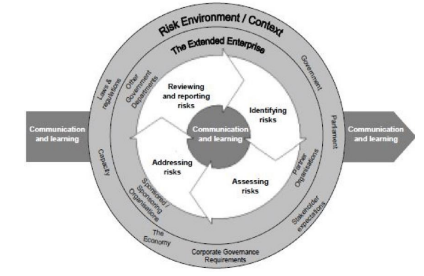 Risk Environment / Context
The Extended Enterprise
Laws &
regulations
Other
Government
Departments
Government
Reviewing
and reporting
risks
Identifying
risks
Communication
and learning
Communication
and learning
Communication
and learning
Parliament
Capacity
Addressing
risks
Assessing
risks
Partner
Organisations
Sponsored /
Sponsoring
Organisations
Stakeholder
expectations
The
Economy
Corporate Governance
Requirements